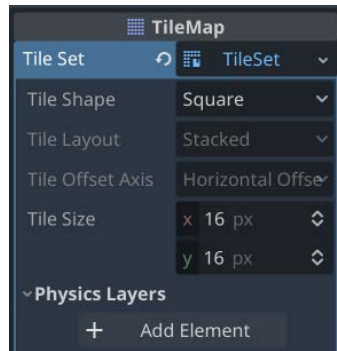 TileMap
Tile Set TileSet
Tile Shape Square
Tile Layout Stacked
Tile Offset Axis Horizontal Offse
Tile Size x 16 px
y 16 px
Physics Layers
+ Add Element